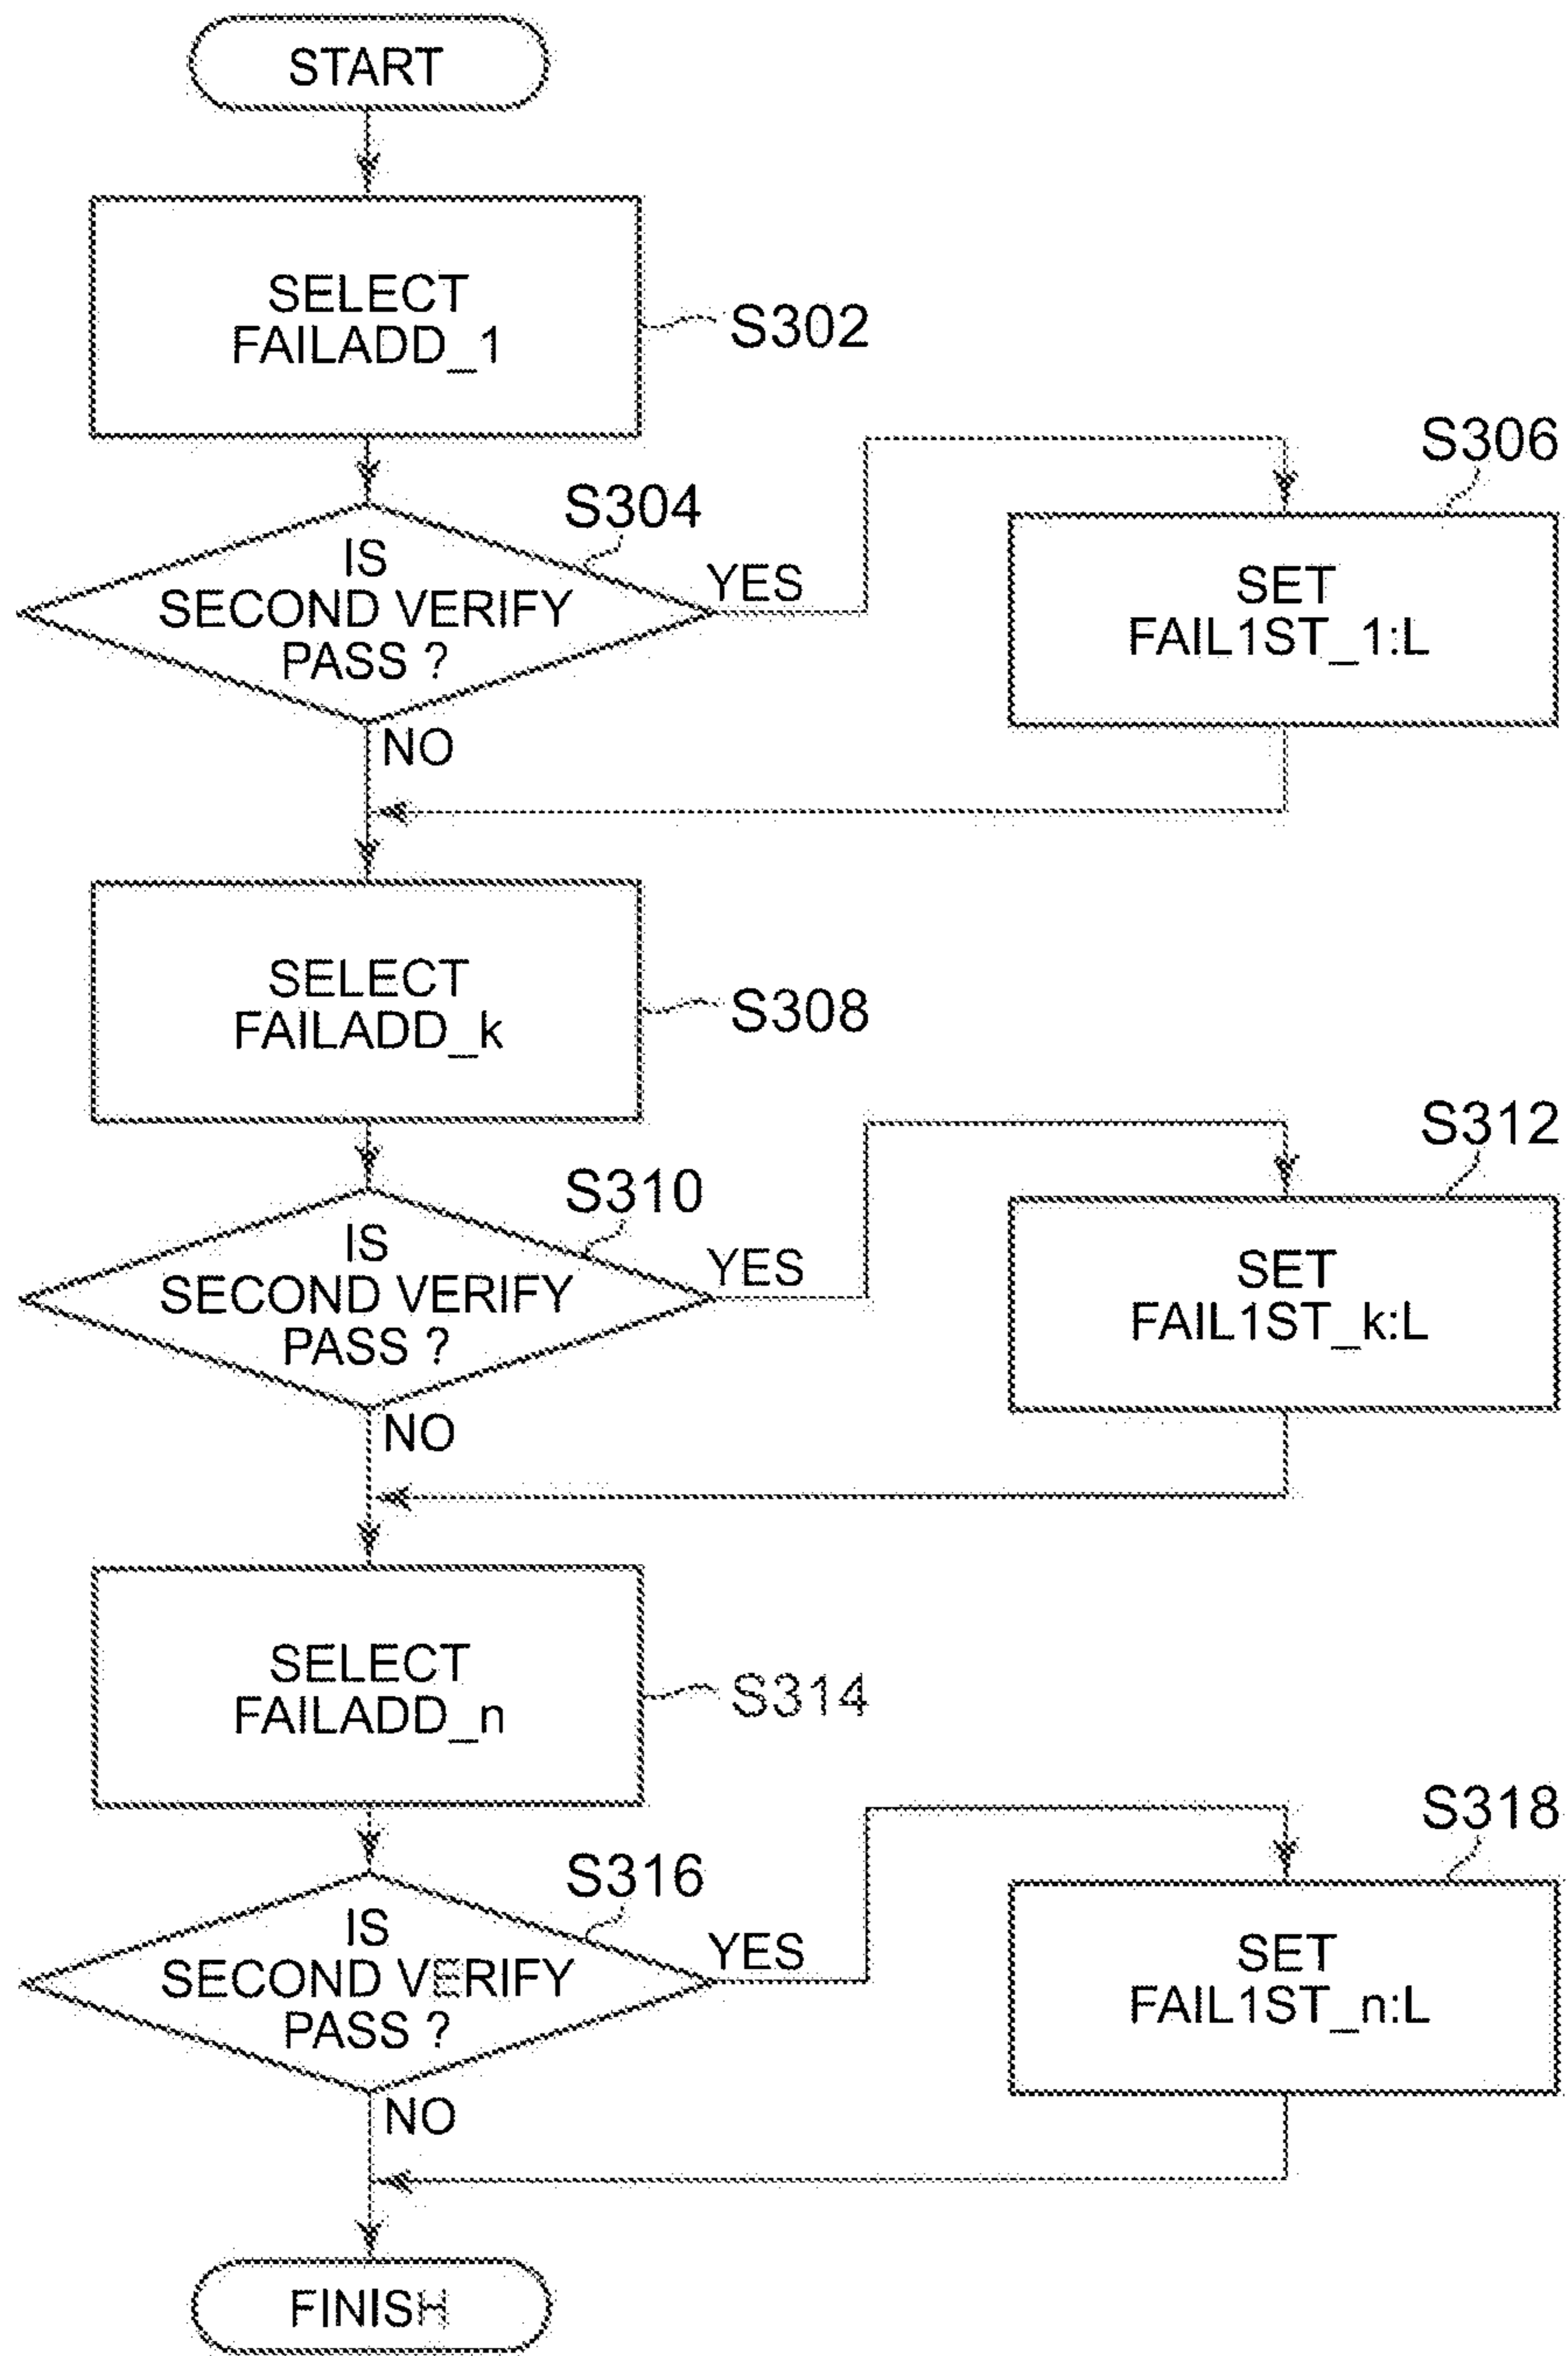 START
SELECT
FAILADD_1
S302
S304
IS
SECOND VERIFY
PASS ?
YES
NO
S306
SET
FAIL1ST_1:L
SELECT
FAILADD_k
S308
S310
IS
SECOND VERIFY
PASS ?
YES
NO
S312
SET
FAIL1ST_k:L
SELECT
FAILADD_n
S314
S316
IS
SECOND VERIFY
PASS ?
YES
NO
S318
SET
FAIL1ST_n:L
FINISH